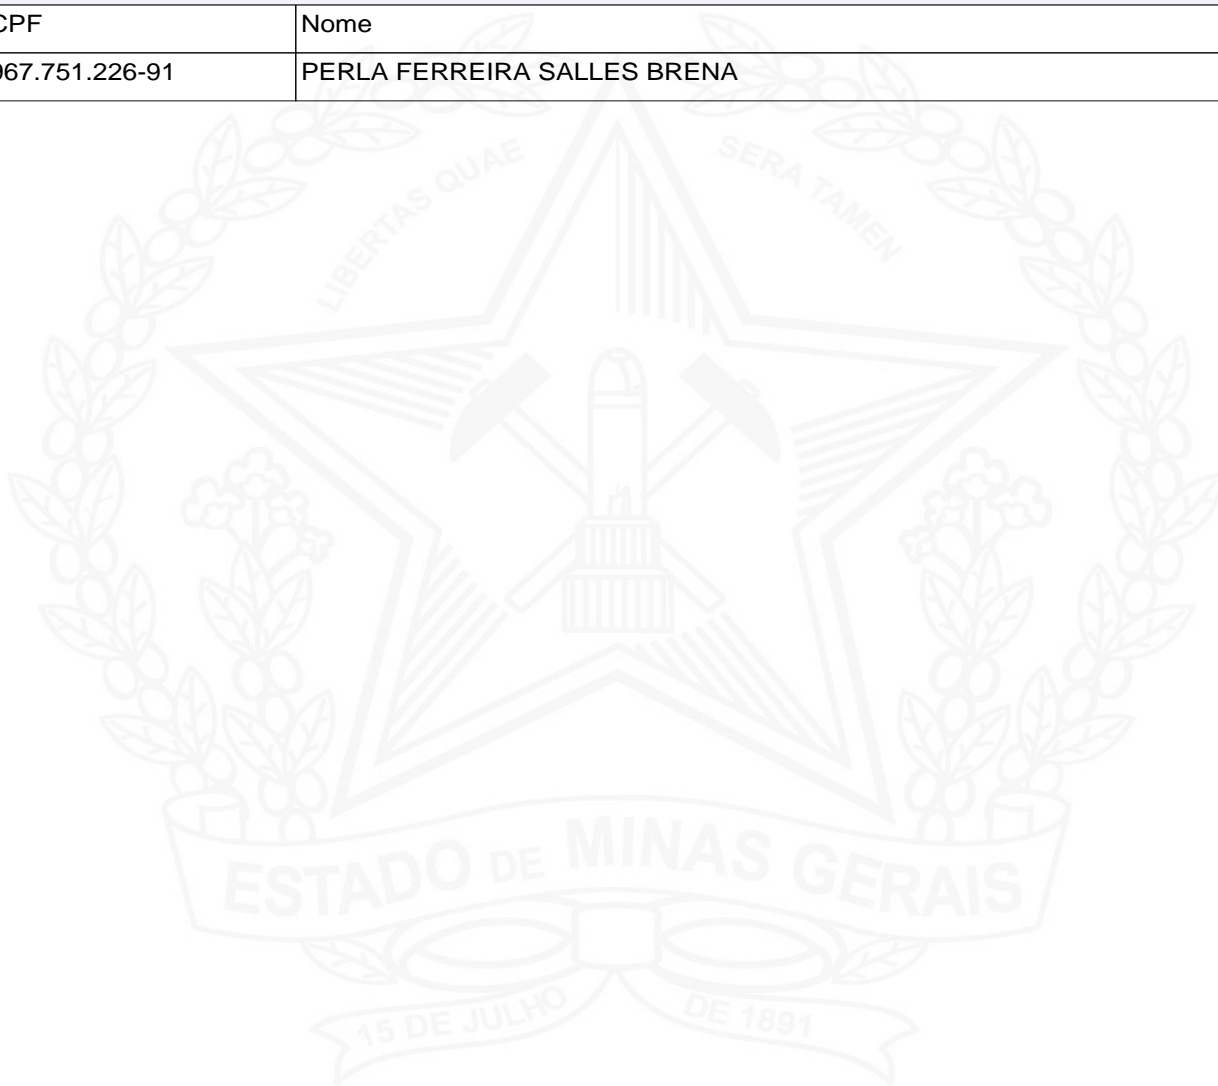 CPF Nome
967.751.226-91 PERLA FERREIRA SALLES BRENA
LIBERTAS QUAE SERA TAMEN
ESTADO DE MINAS GERAIS
15 DE JULHO DE 1891